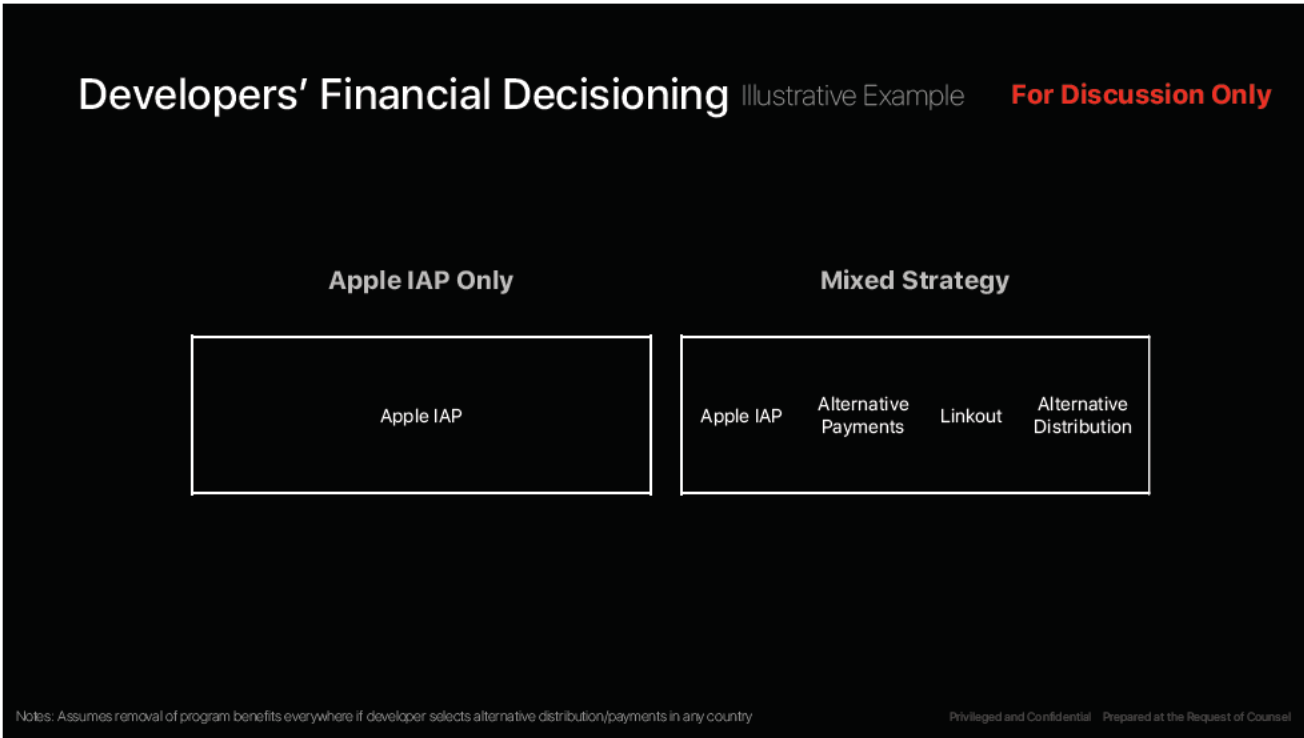 Developers’ Financial Decisioning Illustrative Example For Discussion Only
Apple IAP Only
Mixed Strategy
Apple IAP
Apple IAP
Alternative
Payments
Linkout
Alternative
Distribution
Notes: Assumes removal of program benefits everywhere if developer selects alternative distribution/payments in any country
Privileged and Confidential Prepared at the Request of Counsel